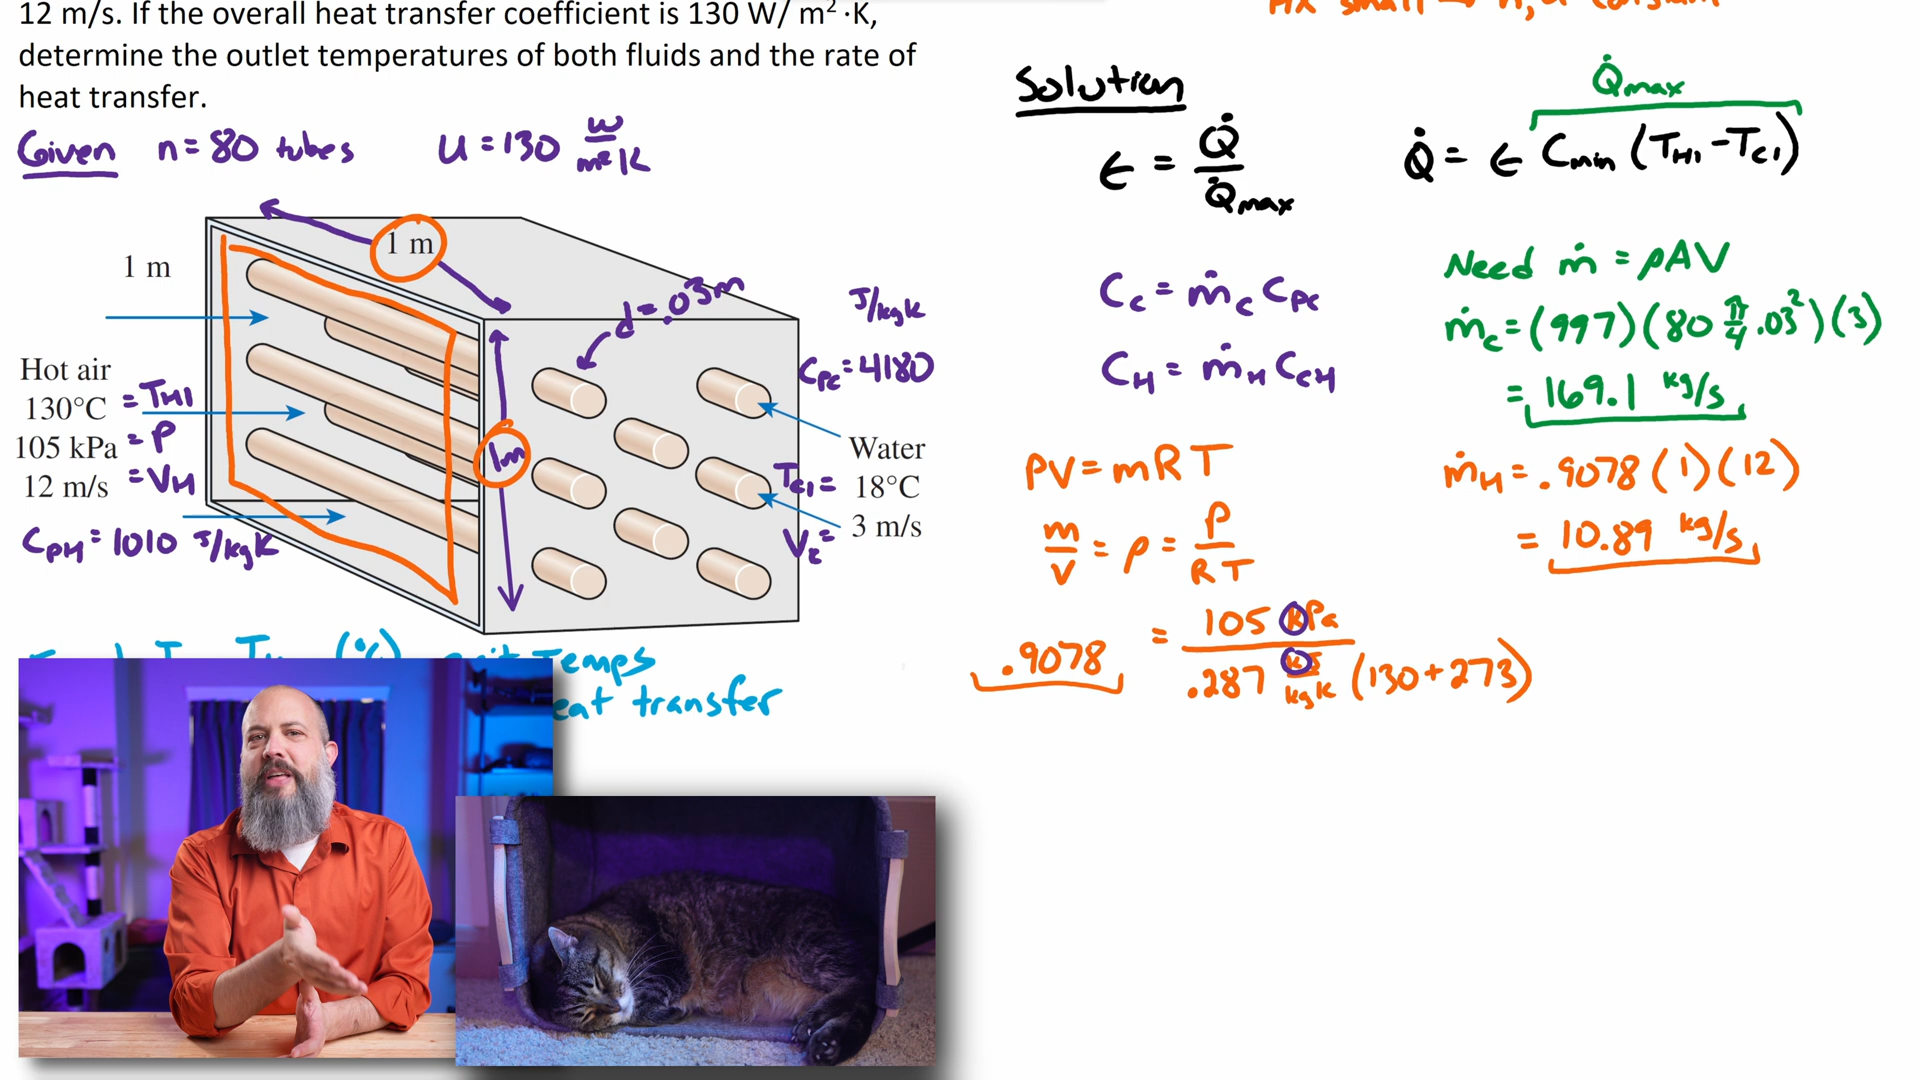 12 m/s. If the overall heat transfer coefficient is 130 W/ m² ·K,
determine the outlet temperatures of both fluids and the rate of
heat transfer.
Given n = 80 tubes U = 130 W/m²K
1 m
1 m
d = .03m
J/kgK
Cpc = 4180
Hot air
130°C = TH1
105 kPa = P
12 m/s = VH
CPH = 1010 J/kgK
1m
Water
Tc1 = 18°C
3 m/s
(°C) exit Temps
eat transfer
Solution
ϵ = Q̇/Q̇max
Q̇max
Q̇ = ϵ Cmin (TH1 - Tc1)
Cc = ṁc Cpc
CH = ṁH CcH
Need ṁ = ρAV
ṁc = (997)(80 π/4 .03²)(3)
= 169.1 kg/s
PV = mRT
m/V = ρ = P/RT
= 105 kPa / .287 kJ/kgK (130+273)
.9078
ṁH = .9078 (1)(12)
= 10.89 kg/s